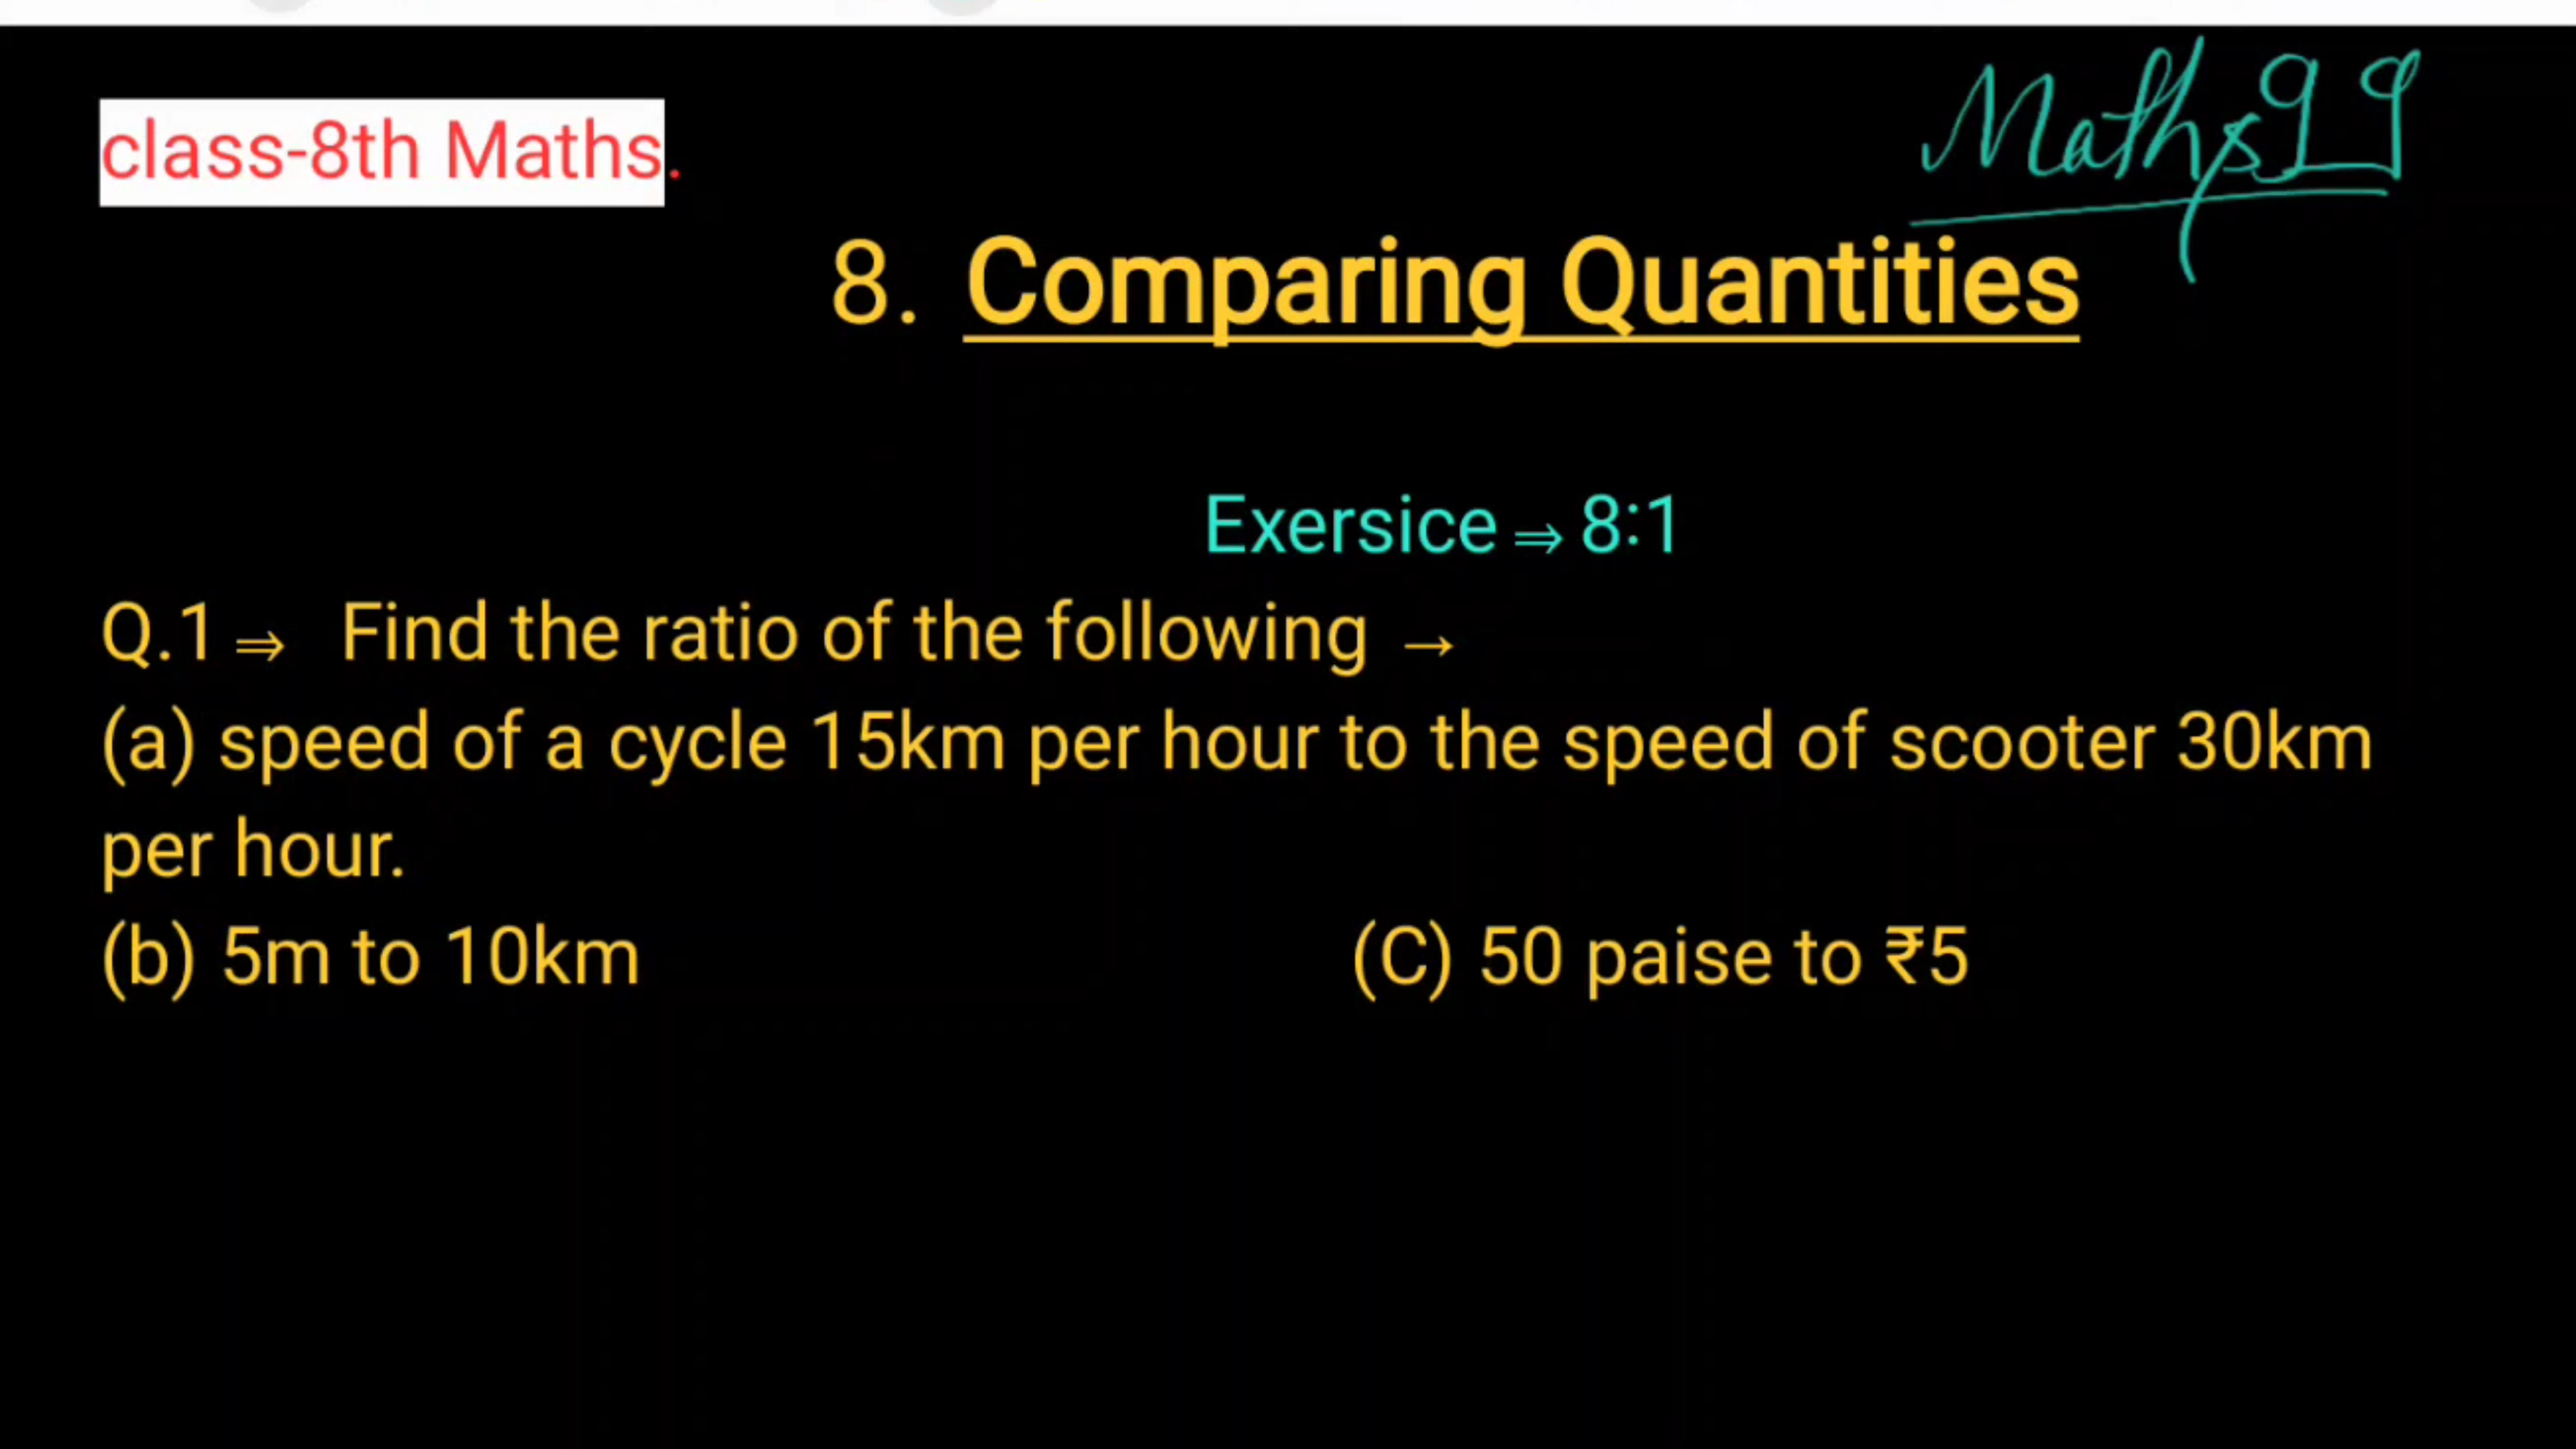 class-8th Maths.
Maths99
8. Comparing Quantities
Exersice ⇒ 8:1
Q.1 ⇒ Find the ratio of the following →
(a) speed of a cycle 15km per hour to the speed of scooter 30km
per hour.
(b) 5m to 10km (C) 50 paise to ₹5